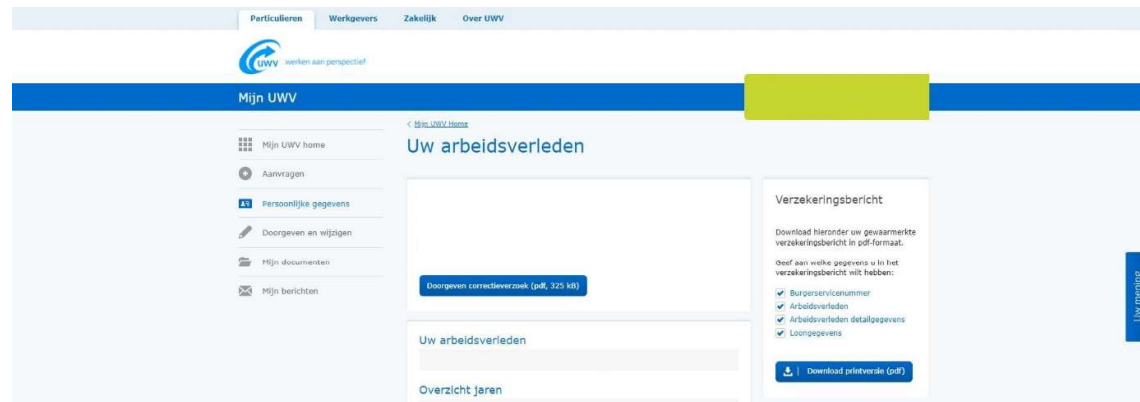 Particulieren Werkgevers Zakelijk Over UWV
UWV werken aan perspectief
Mijn UWV
< Mijn UWV Home
Uw arbeidsverleden
Mijn UWV home
Aanvragen
Persoonlijke gegevens
Doorgeven en wijzigen
Mijn documenten
Mijn berichten
Doorgeven correctieverzoek (pdf, 325 kB)
Uw arbeidsverleden
Overzicht jaren
Verzekeringsbericht
Download hieronder uw gewaarmerkte
verzekeringsbericht in pdf-formaat.
Geef aan welke gegevens u in het
verzekeringsbericht wilt hebben:
Burgerservicenummer
Arbeidsverleden
Arbeidsverleden detailgegevens
Loongegevens
Download printversie (pdf)
Uw mening